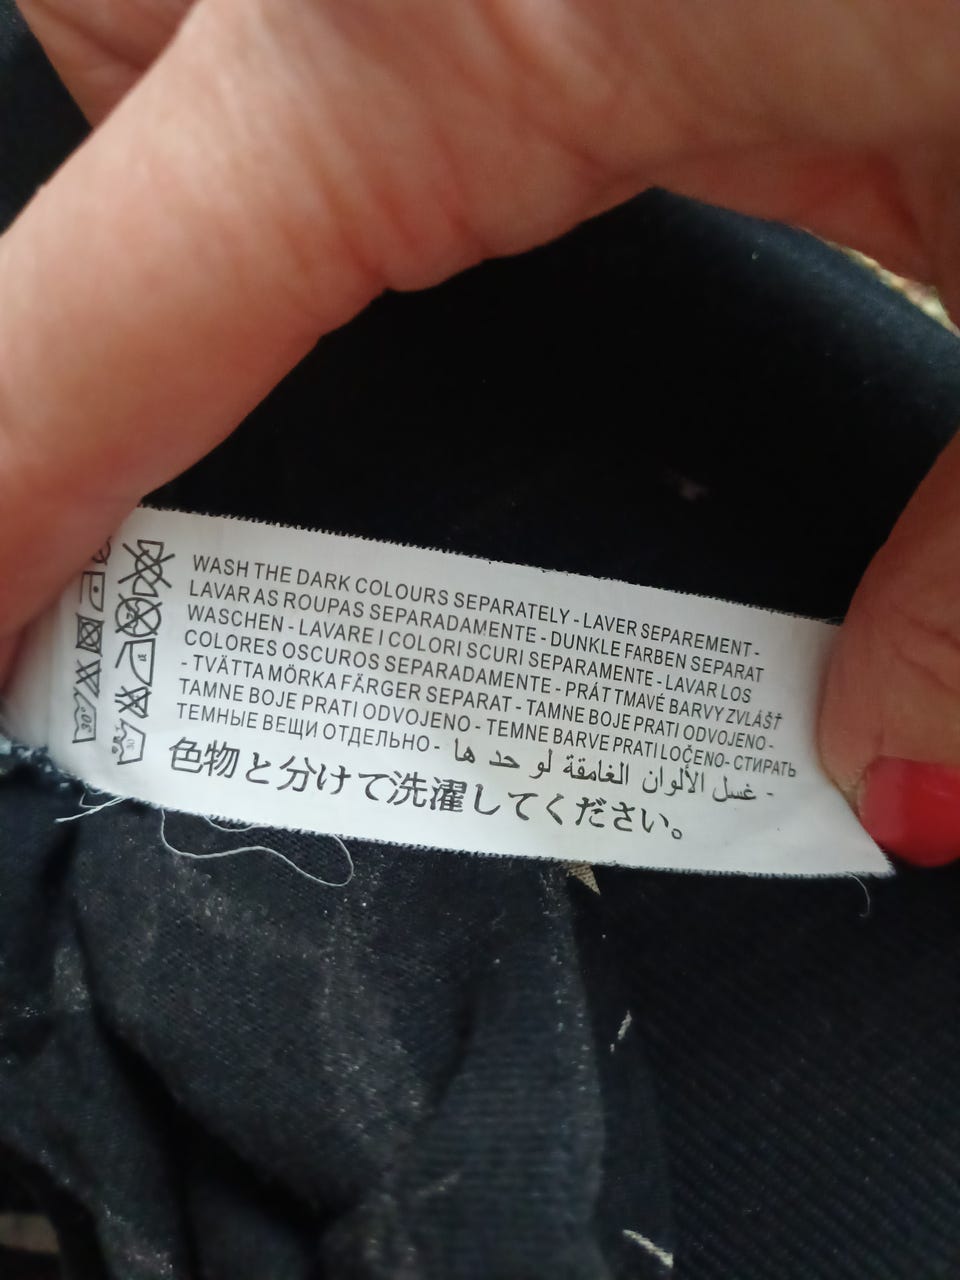 WASH THE DARK COLOURS SEPARATELY - LAVER SEPAREMENT -
LAVAR AS ROUPAS SEPARADAMENTE - DUNKLE FARBEN SEPARAT
WASCHEN - LAVARE I COLORI SCURI SEPARAMENTE - LAVAR LOS
COLORES OSCUROS SEPARADAMENTE - PRÁT TMAVÉ BARVY ZVLÁŠŤ
- TVÄTTA MÖRKA FÄRGER SEPARAT - TAMNE BOJE PRATI ODVOJENO -
TAMNE BOJE PRATI ODVOJENO - TEMNE BARVE PRATI LOČENO - СТИРАТЬ
ТЕМНЫЕ ВЕЩИ ОТДЕЛЬНО - غسل الألوان الغامقة لو حد ها -
色物と分けて洗濯してください。